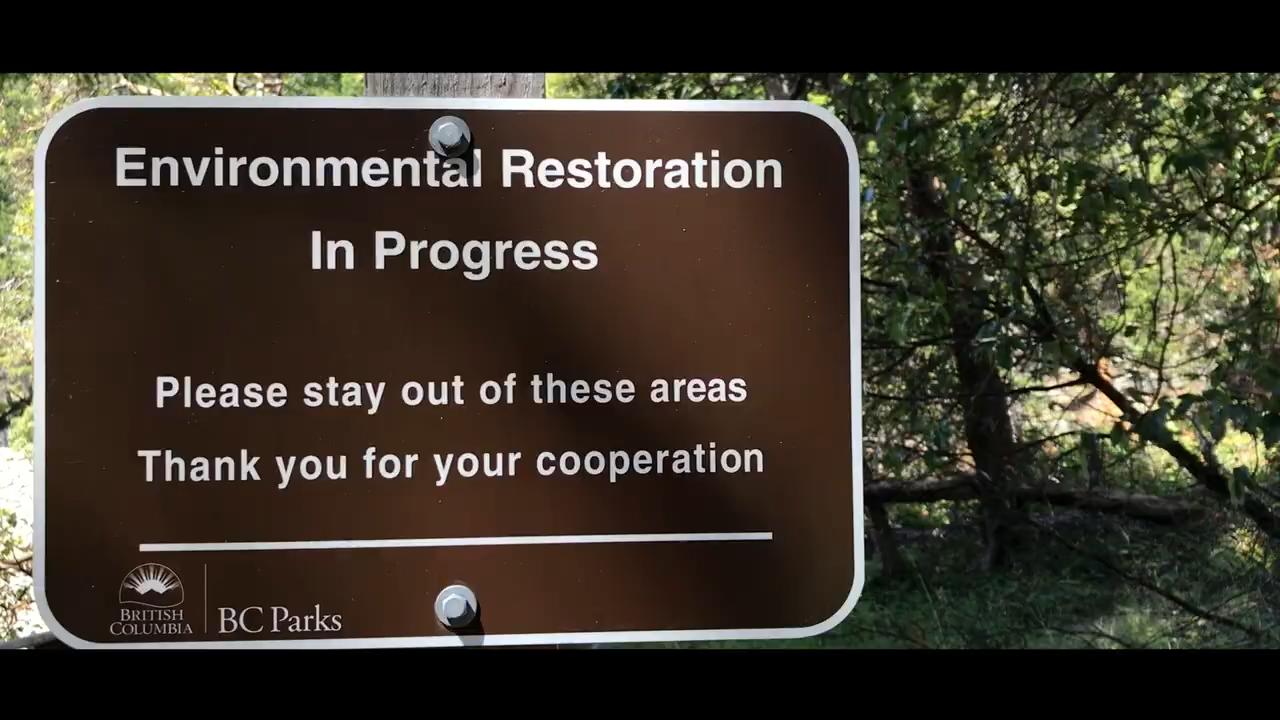 Environmental Restoration
In Progress
Please stay out of these areas
Thank you for your cooperation
BRITISH
COLUMBIA
BC Parks